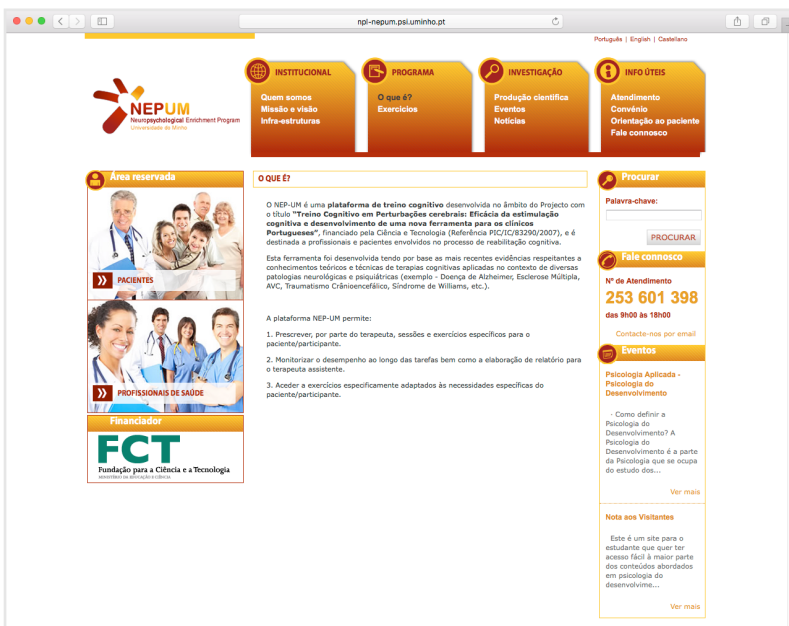 npl-nepum.psi.uminho.pt
Português | English | Castellano
NEPUM
Neuropsychological Enrichment Program
Universidade do Minho
INSTITUCIONAL
Quem somos
Missão e visão
Infra-estruturas
PROGRAMA
O que é?
Exercícios
INVESTIGAÇÃO
Produção científica
Eventos
Notícias
INFO ÚTEIS
Atendimento
Convénio
Orientação ao paciente
Fale connosco
Área reservada
PACIENTES
PROFISSIONAIS DE SAÚDE
Financiador
FCT
Fundação para a Ciência e a Tecnologia
MINISTÉRIO DA EDUCAÇÃO E CIÊNCIA
O QUE É?
O NEP-UM é uma plataforma de treino cognitivo desenvolvida no âmbito do Projecto com
o título "Treino Cognitivo em Perturbações cerebrais: Eficácia da estimulação
cognitiva e desenvolvimento de uma nova ferramenta para os clínicos
Portugueses", financiado pela Ciência e Tecnologia (Referência PIC/IC/83290/2007), e é
destinada a profissionais e pacientes envolvidos no processo de reabilitação cognitiva.
Esta ferramenta foi desenvolvida tendo por base as mais recentes evidências respeitantes a
conhecimentos teóricos e técnicas de terapias cognitivas aplicadas no contexto de diversas
patologias neurológicas e psiquiátricas (exemplo - Doença de Alzheimer, Esclerose Múltipla,
AVC, Traumatismo Crânioencefálico, Síndrome de Williams, etc.).
A plataforma NEP-UM permite:
1. Prescrever, por parte do terapeuta, sessões e exercícios específicos para o
paciente/participante.
2. Monitorizar o desempenho ao longo das tarefas bem como a elaboração de relatório para
o terapeuta assistente.
3. Aceder a exercícios especificamente adaptados às necessidades específicas do
paciente/participante.
Procurar
Palavra-chave:
PROCURAR
Fale connosco
Nº de Atendimento
253 601 398
das 9h00 às 18h00
Contacte-nos por email
Eventos
Psicologia Aplicada -
Psicologia do
Desenvolvimento
· Como definir a
Psicologia do
Desenvolvimento? A
Psicologia do
Desenvolvimento é a parte
da Psicologia que se ocupa
do estudo dos...
Ver mais
Nota aos Visitantes
Este é um site para o
estudante que quer ter
acesso fácil à maior parte
dos conteúdos abordados
em psicologia do
desenvolvime...
Ver mais